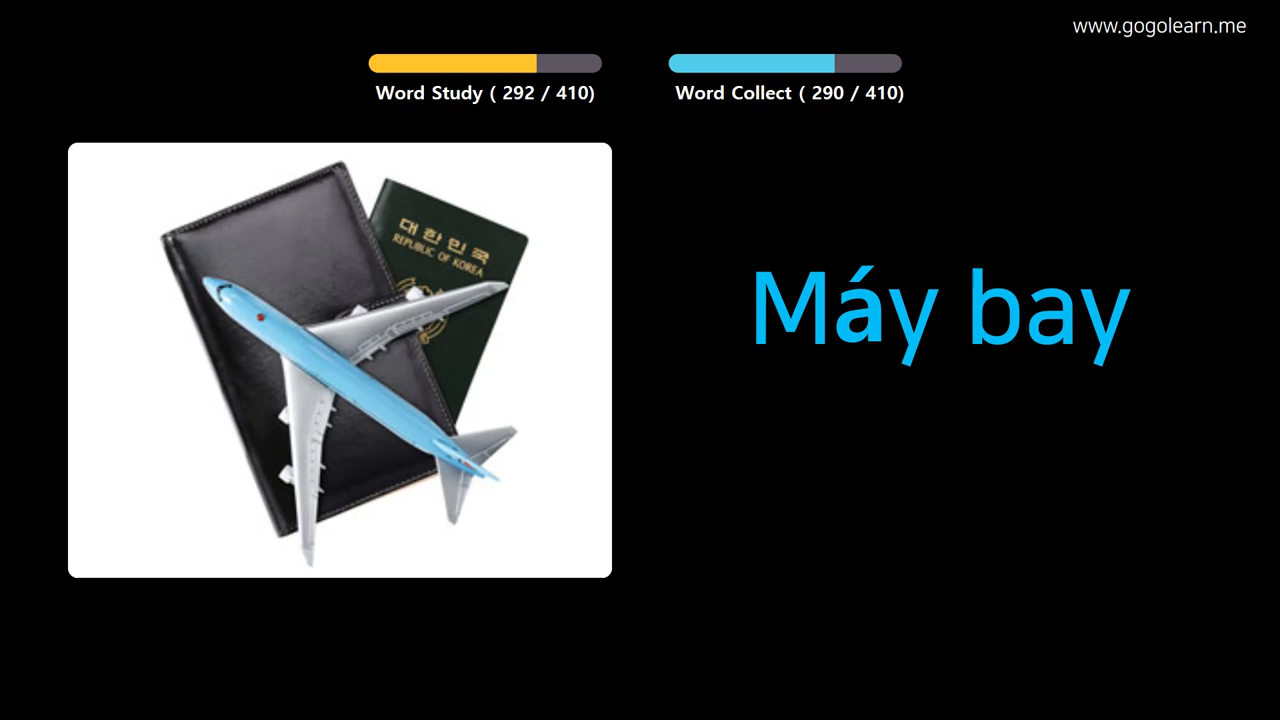 www.gogolearn.me
Word Study ( 292 / 410)
Word Collect ( 290 / 410)
대한민국
REPUBLIC OF KOREA
Máy bay